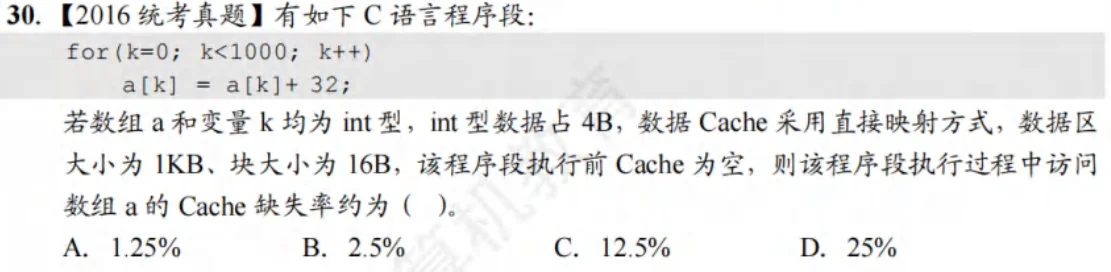 30. 【2016 统考真题】有如下 C 语言程序段：
for(k=0; k<1000; k++)
a[k] = a[k]+ 32;
若数组 a 和变量 k 均为 int 型，int 型数据占 4B，数据 Cache 采用直接映射方式，数据区
大小为 1KB、块大小为 16B，该程序段执行前 Cache 为空，则该程序段执行过程中访问
数组 a 的 Cache 缺失率约为（ ）。
A. 1.25% B. 2.5% C. 12.5% D. 25%